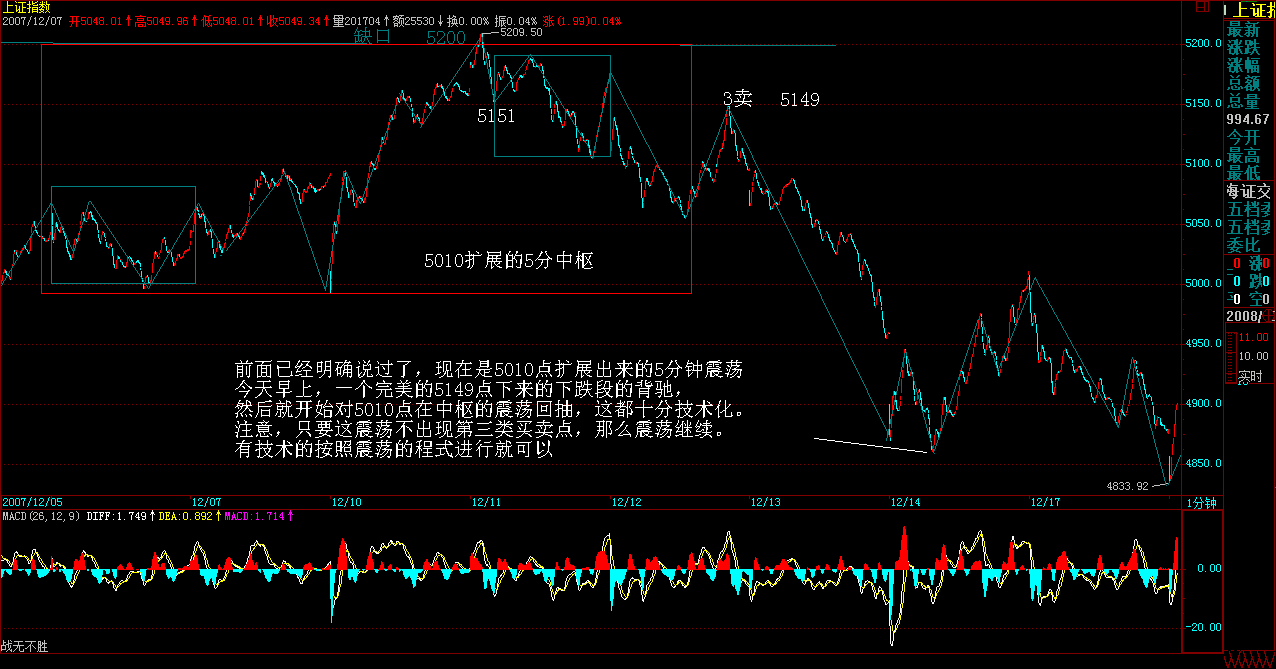 上证指数
2007/12/07 开5048.01↑高5049.98↑低5048.01↑收5049.34↑量201704↑额25530↓换0.00% 振0.04% 涨(1.99)0.04%
缺口 5200
5209.50
5151
3卖 5149
5010扩展的5分中枢
前面已经明确说过了，现在是5010点扩展出来的5分钟震荡
今天早上，一个完美的5149点下来的下跌段的背驰，
然后就开始对5010点在中枢的震荡回抽，这都十分技术化。
注意，只要这震荡不出现第三类买卖点，那么震荡继续。
有技术的按照震荡的程式进行就可以
4833.92
5200.0
5150.0
5100.0
5050.0
5000.0
4950.0
4900.0
4850.0
2007/12/05 12/07 12/10 12/11 12/12 12/13 12/14 12/17 1分钟
MACD(26,12,9) DIFF:1.749↑DEA:0.892↑MACD:1.714↑
0.00
-20.00
战无不胜
上证指
最新
涨跌
涨幅
总额
总量
994.67
今开
最高
最低
海证交
五档
五档
委比
0 涨0
0 跌0
0 空0
2008/
11.00
10.00
实时